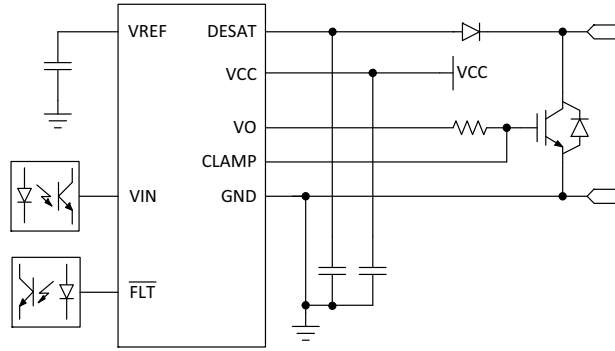 VREF
DESAT
VCC
VCC
VO
CLAMP
VIN
GND
FLT